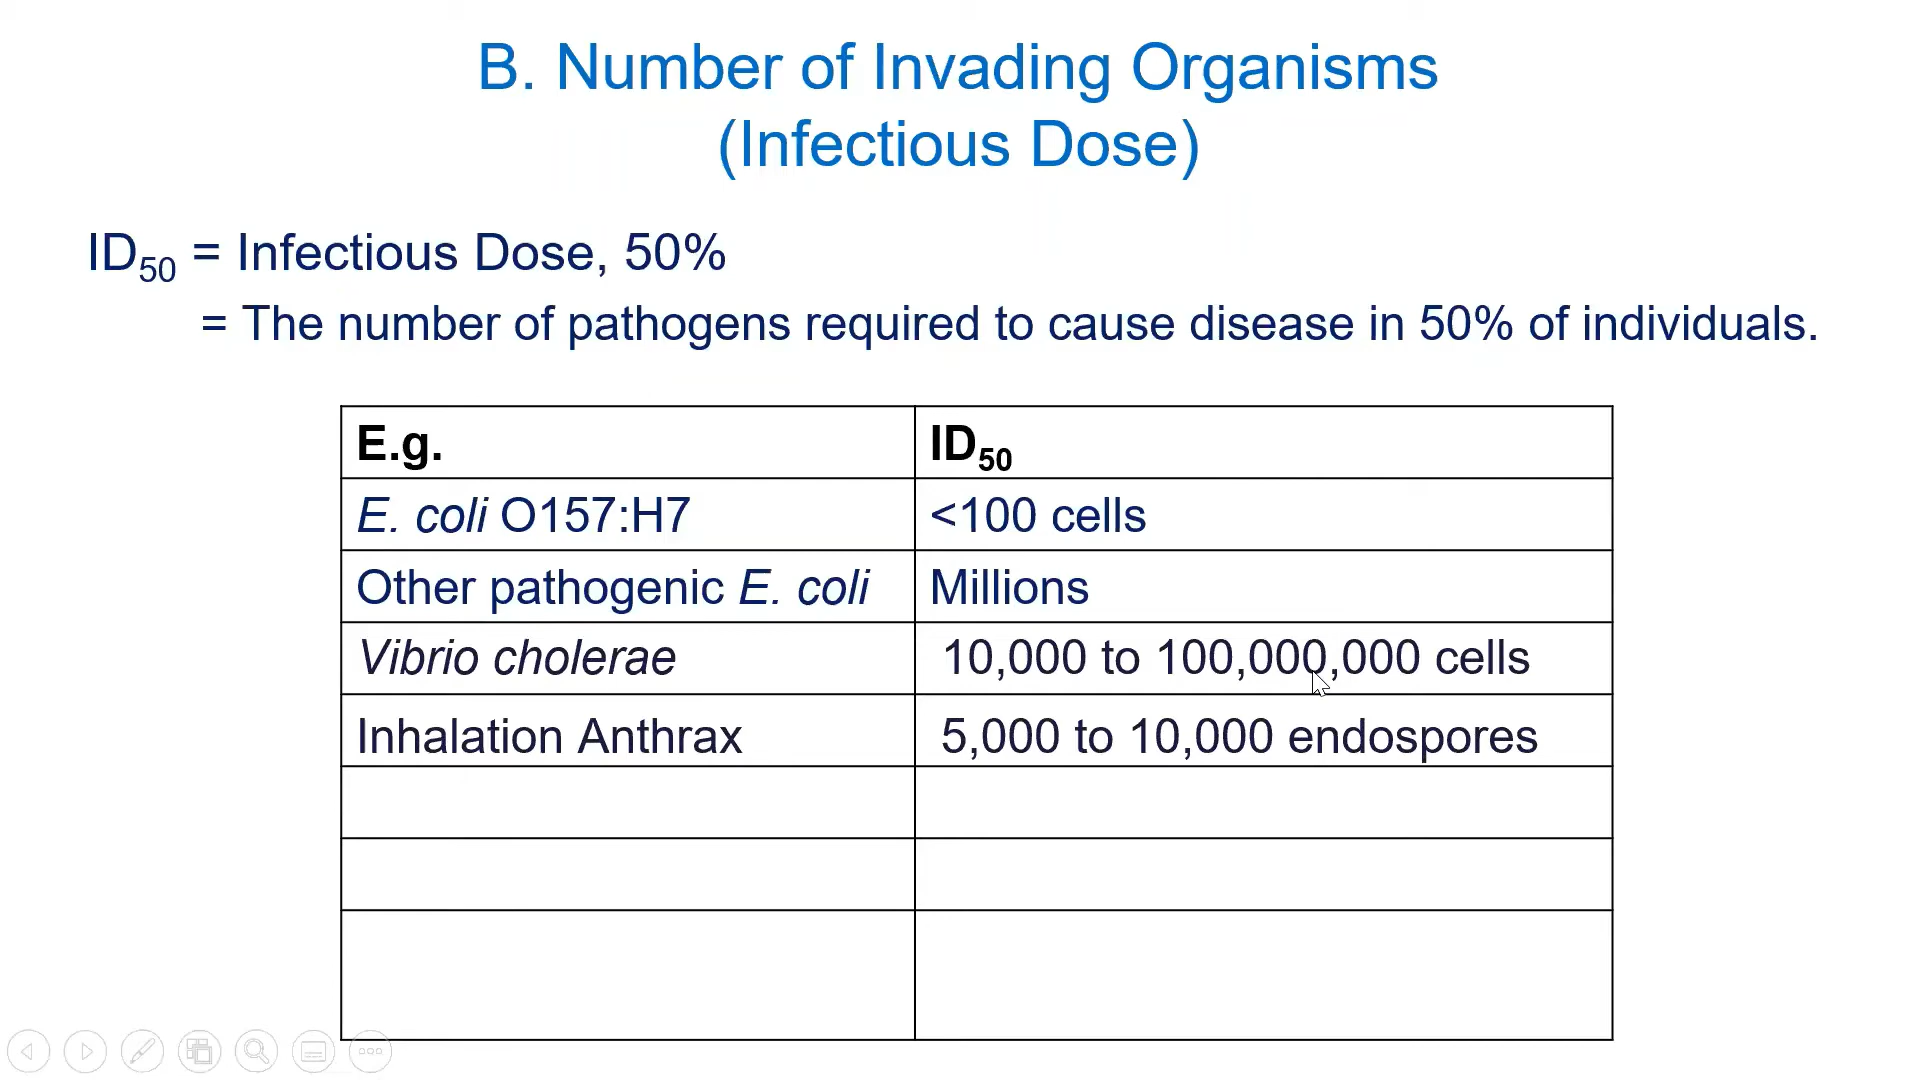 B. Number of Invading Organisms
(Infectious Dose)
ID50 = Infectious Dose, 50%
= The number of pathogens required to cause disease in 50% of individuals.
E.g. ID50
E. coli O157:H7 <100 cells
Other pathogenic E. coli Millions
Vibrio cholerae 10,000 to 100,000,000 cells
Inhalation Anthrax 5,000 to 10,000 endospores